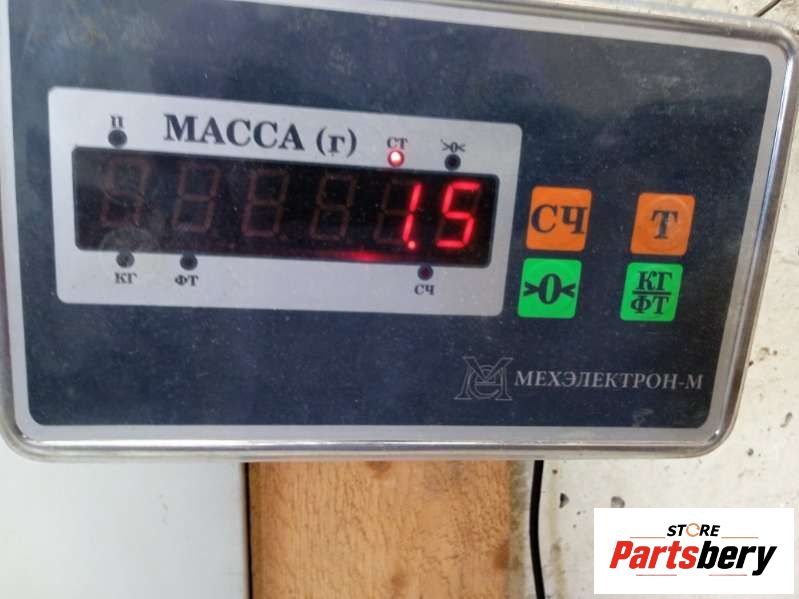 П
МАССА (г)
СТ
>0<
1.5
КГ
ФТ
СЧ
СЧ
Т
>0<
КГ
ФТ
МЕХЭЛЕКТРОН-М
STORE
Partsbery